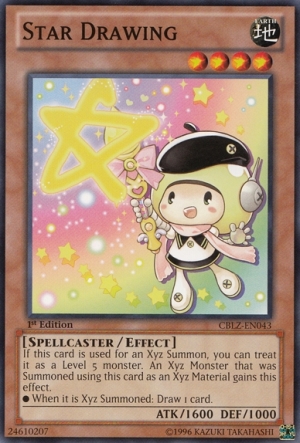 STAR DRAWING
EARTH
地
1st Edition
CBLZ-EN043
[SPELLCASTER / EFFECT]
If this card is used for an Xyz Summon, you can treat
it as a Level 5 monster. An Xyz Monster that was
Summoned using this card as an Xyz Material gains this
effect.
● When it is Xyz Summoned: Draw 1 card.
ATK/1600 DEF/1000
24610207
©1996 KAZUKI TAKAHASHI